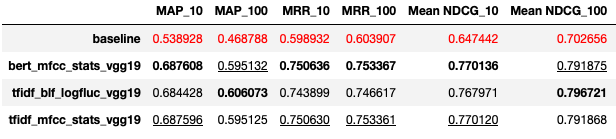 MAP_10 MAP_100 MRR_10 MRR_100 Mean NDCG_10 Mean NDCG_100
baseline 0.538928 0.468788 0.598932 0.603907 0.647442 0.702656
bert_mfcc_stats_vgg19 0.687608 0.595132 0.750636 0.753367 0.770136 0.791875
tfidf_blf_logfluc_vgg19 0.684428 0.606073 0.743899 0.746617 0.767971 0.796721
tfidf_mfcc_stats_vgg19 0.687596 0.595125 0.750630 0.753361 0.770120 0.791868